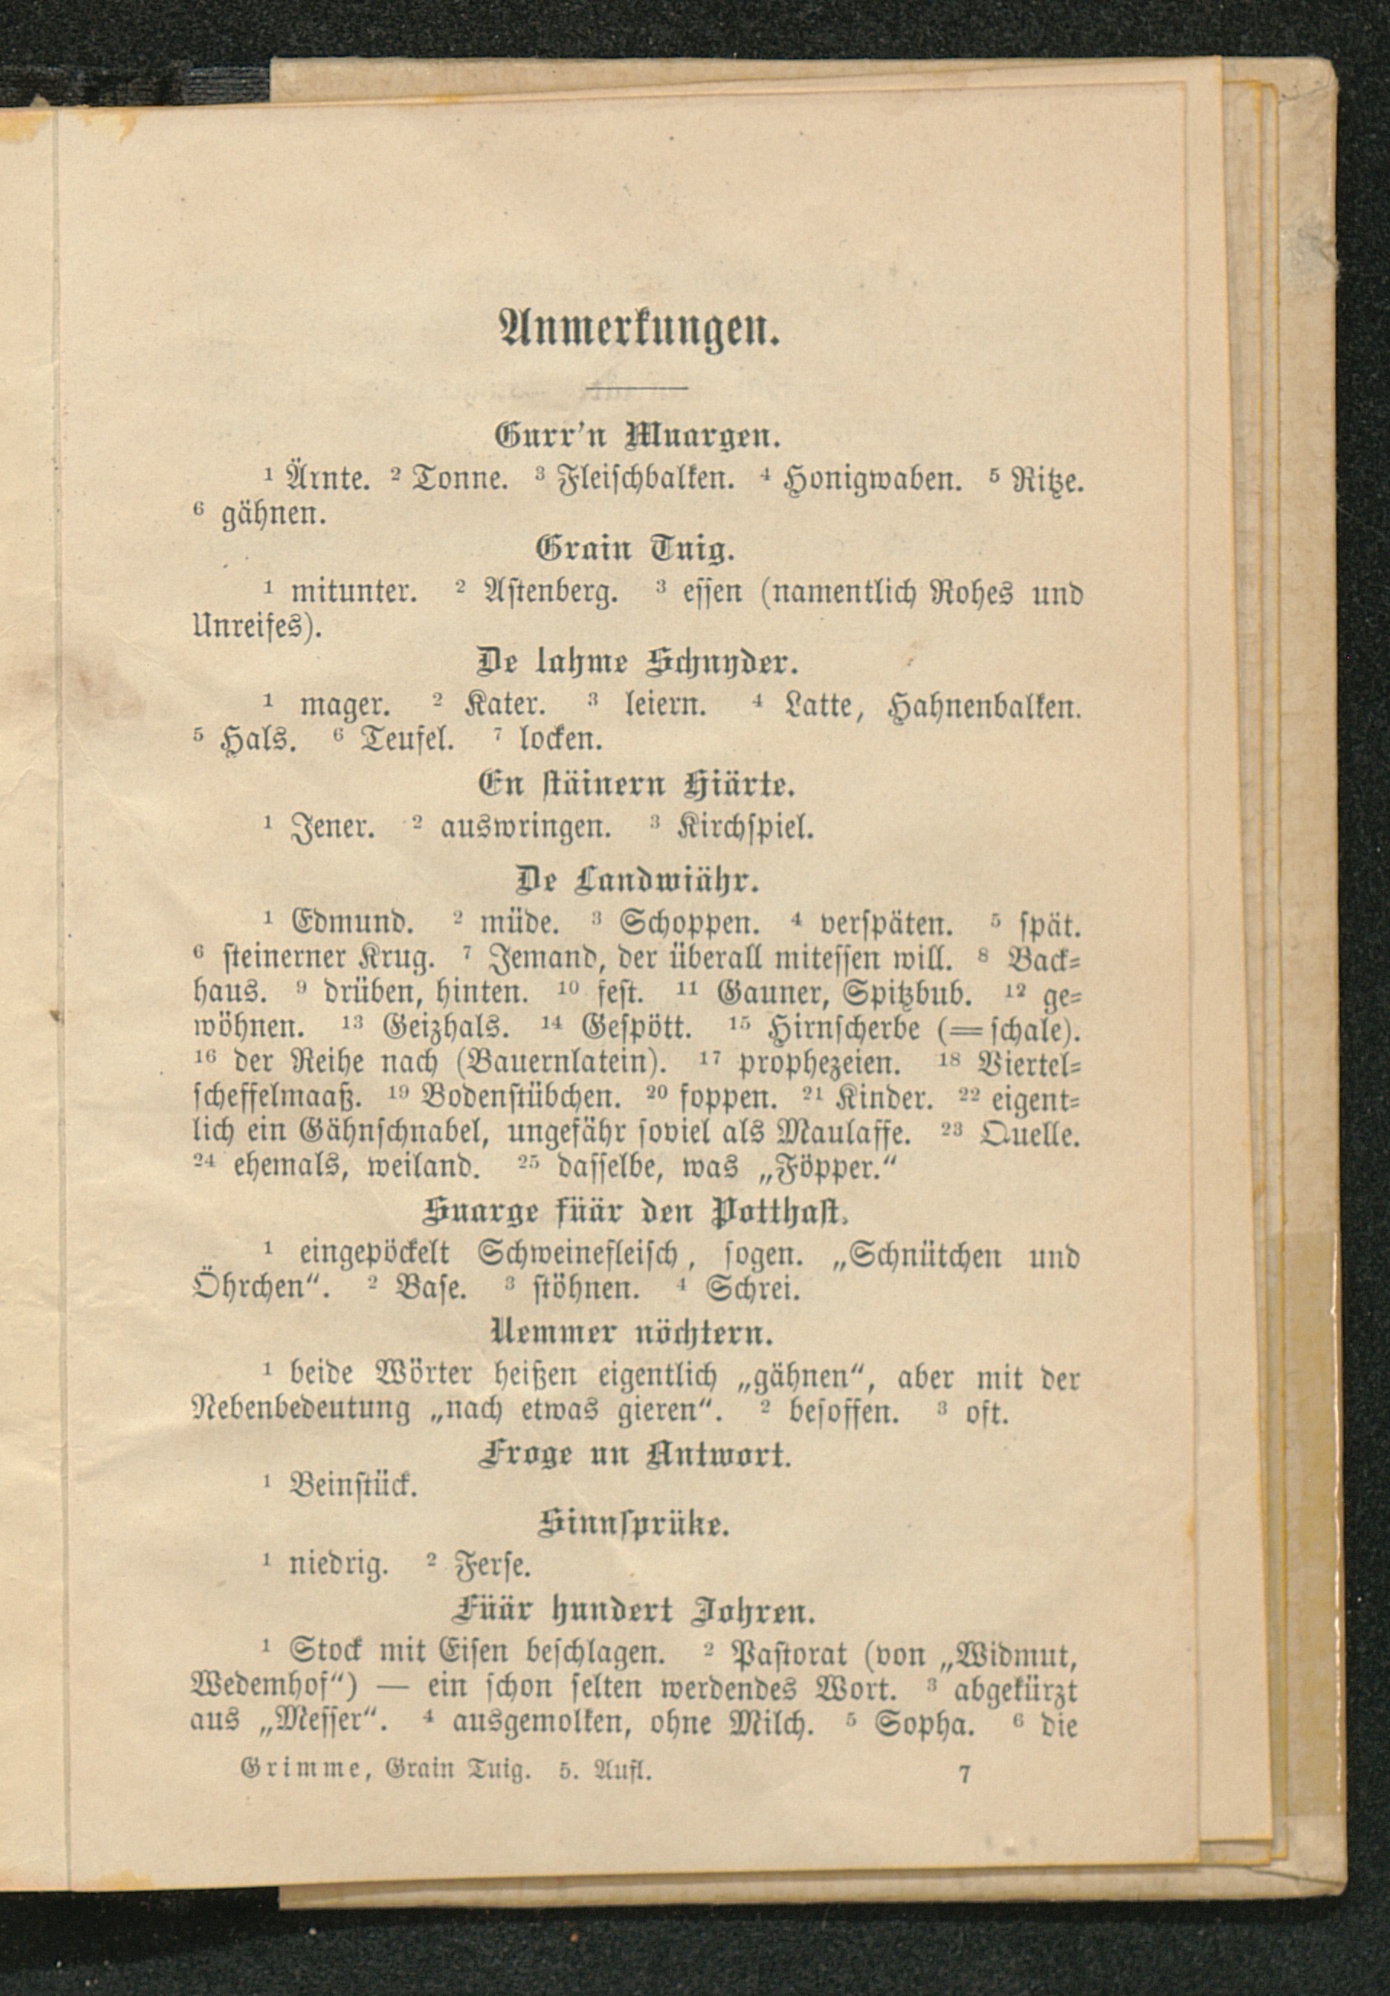 Anmerkungen.
Gurr'n Muargen.
¹ Ärnte. ² Tonne. ³ Fleischbalken. ⁴ Honigwaben. ⁵ Ritze.
⁶ gähnen.
Grain Tuig.
¹ mitunter. ² Astenberg. ³ essen (namentlich Rohes und
Unreifes).
De lahme Schnyder.
¹ mager. ² Kater. ³ leiern. ⁴ Latte, Hahnenbalken.
⁵ Hals. ⁶ Teufel. ⁷ locken.
En stäinern Hiärte.
¹ Jener. ² auswringen. ³ Kirchspiel.
De Landwiähr.
¹ Edmund. ² müde. ³ Schoppen. ⁴ verspäten. ⁵ spät.
⁶ steinerner Krug. ⁷ Jemand, der überall mitessen will. ⁸ Back-
haus. ⁹ drüben, hinten. ¹⁰ fest. ¹¹ Gauner, Spitzbub. ¹² ge-
wöhnen. ¹³ Geizhals. ¹⁴ Gespött. ¹⁵ Hirnscherbe (=schale).
¹⁶ der Reihe nach (Bauernlatein). ¹⁷ prophezeien. ¹⁸ Viertel-
scheffelmaaß. ¹⁹ Bodenstübchen. ²⁰ foppen. ²¹ Kinder. ²² eigent-
lich ein Gähnschnabel, ungefähr soviel als Maulaffe. ²³ Quelle.
²⁴ ehemals, weiland. ²⁵ dasselbe, was „Föpper.“
Suarge füär den Potthast.
¹ eingepöckelt Schweinefleisch, sogen. „Schnütchen und
Öhrchen“. ² Base. ³ stöhnen. ⁴ Schrei.
Uemmer nöchtern.
¹ beide Wörter heißen eigentlich „gähnen“, aber mit der
Nebenbedeutung „nach etwas gieren“. ² besoffen. ³ oft.
Froge un Antwort.
¹ Beinstück.
Sinnsprüke.
¹ niedrig. ² Ferse.
Füär hundert Johren.
¹ Stock mit Eisen beschlagen. ² Pastorat (von „Widmut,
Wedemhof“) — ein schon selten werdendes Wort. ³ abgekürzt
aus „Messer“. ⁴ ausgemolken, ohne Milch. ⁵ Sopha. ⁶ die
Grimme, Grain Tuig. 5. Aufl. 7